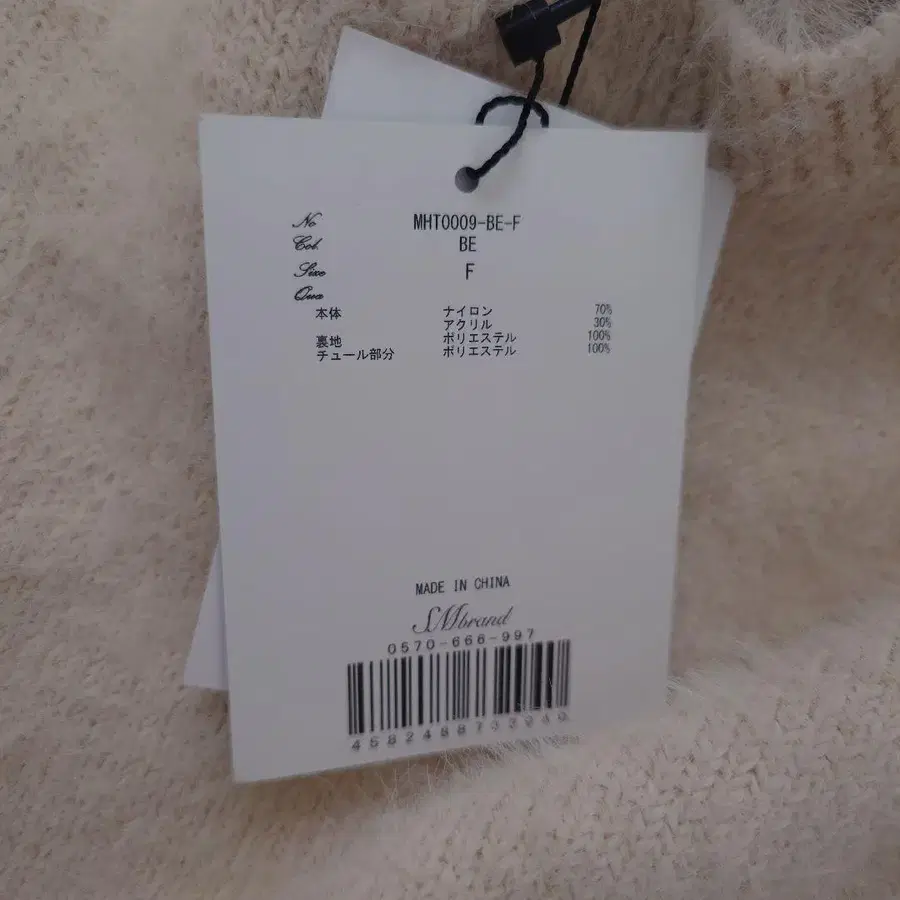 No MHT0009-BE-F
Col. BE
Size F
Qua
本体 ナイロン 70%
アクリル 30%
裏地 ポリエステル 100%
チュール部分 ポリエステル 100%
MADE IN CHINA
SMbrand
0570-666-997